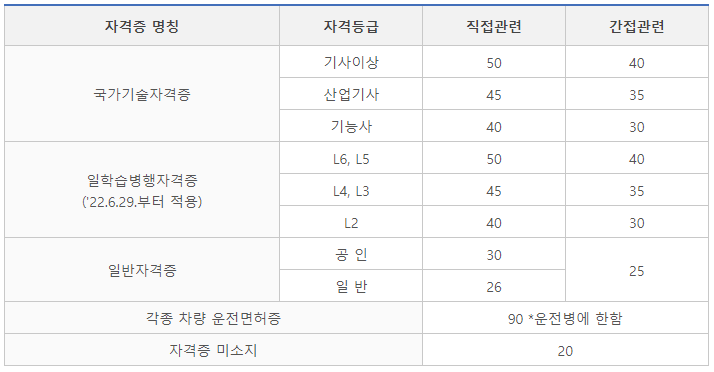 자격증 명칭 자격등급 직접관련 간접관련
국가기술자격증 기사이상 50 40
산업기사 45 35
기능사 40 30
일학습병행자격증
('22.6.29.부터 적용)
L6, L5 50 40
L4, L3 45 35
L2 40 30
일반자격증 공 인 30 25
일 반 26
각종 차량 운전면허증 90 *운전병에 한함
자격증 미소지 20